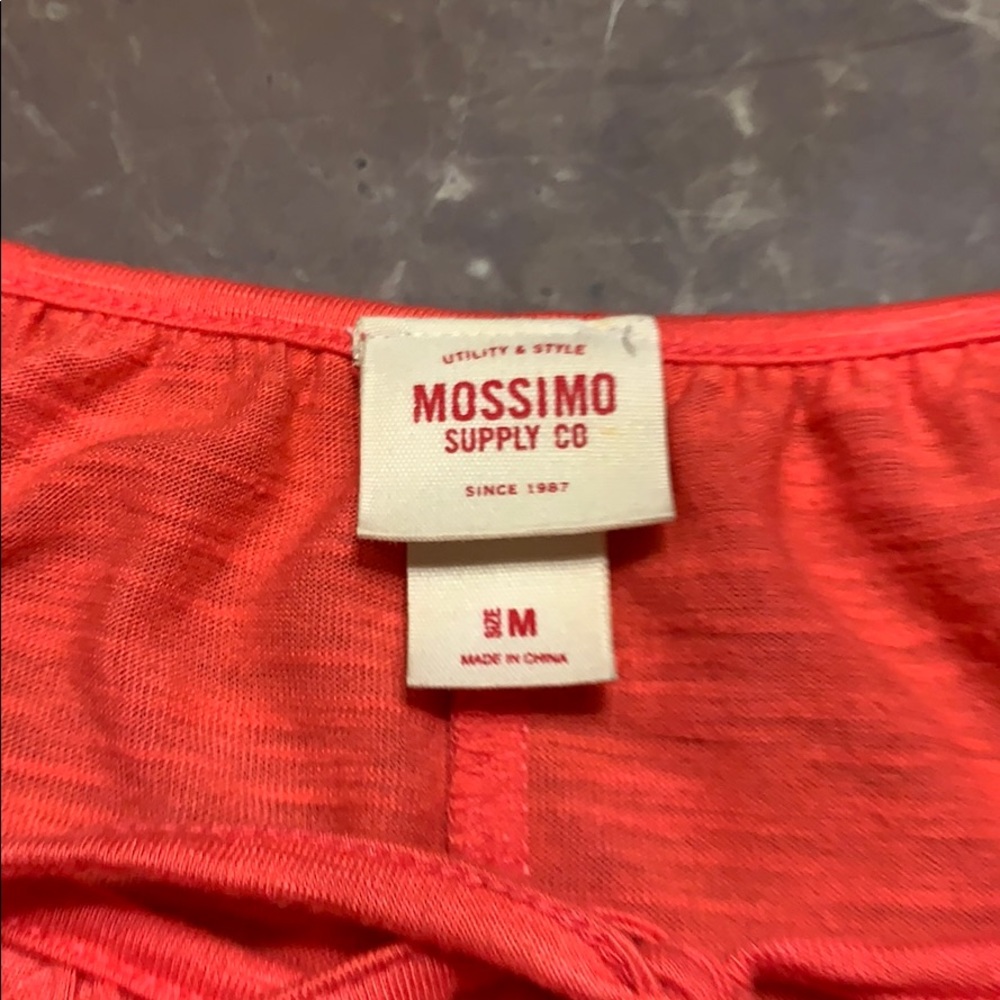 UTILITY & STYLE
MOSSIMO
SUPPLY CO
SINCE 1987
SIZE M
MADE IN CHINA